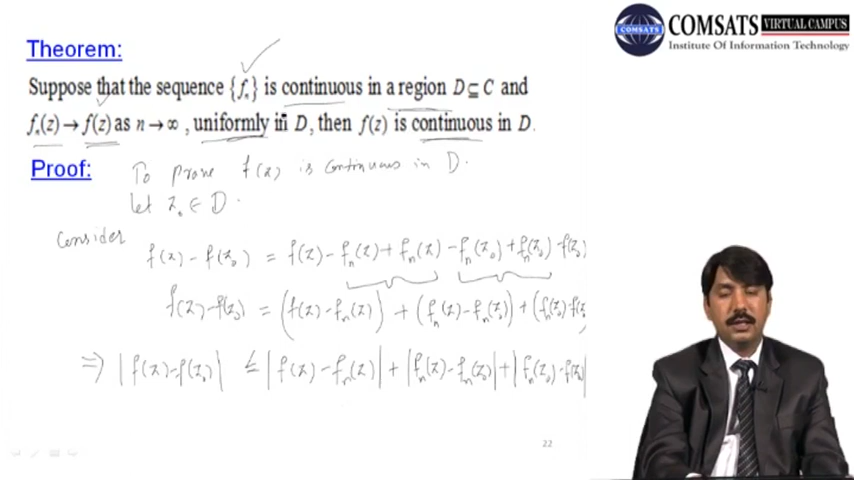 COMSATS VIRTUAL CAMPUS
Institute Of Information Technology
Theorem:
Suppose that the sequence {fₙ} is continuous in a region D ⊆ C and
fₙ(z) → f(z) as n → ∞ , uniformly in D, then f(z) is continuous in D.
Proof: To prove f(z) is continuous in D.
Let z₀ ∈ D.
Consider
f(z) - f(z₀) = f(z) - fₙ(z) + fₙ(z) - fₙ(z₀) + fₙ(z₀) - f(z₀)
f(z) - f(z₀) = (f(z) - fₙ(z)) + (fₙ(z) - fₙ(z₀)) + (fₙ(z₀) - f(z₀
⇒ |f(z) - f(z₀)| ≤ |f(z) - fₙ(z)| + |fₙ(z) - fₙ(z₀)| + |fₙ(z₀) - f(z₀)|
22